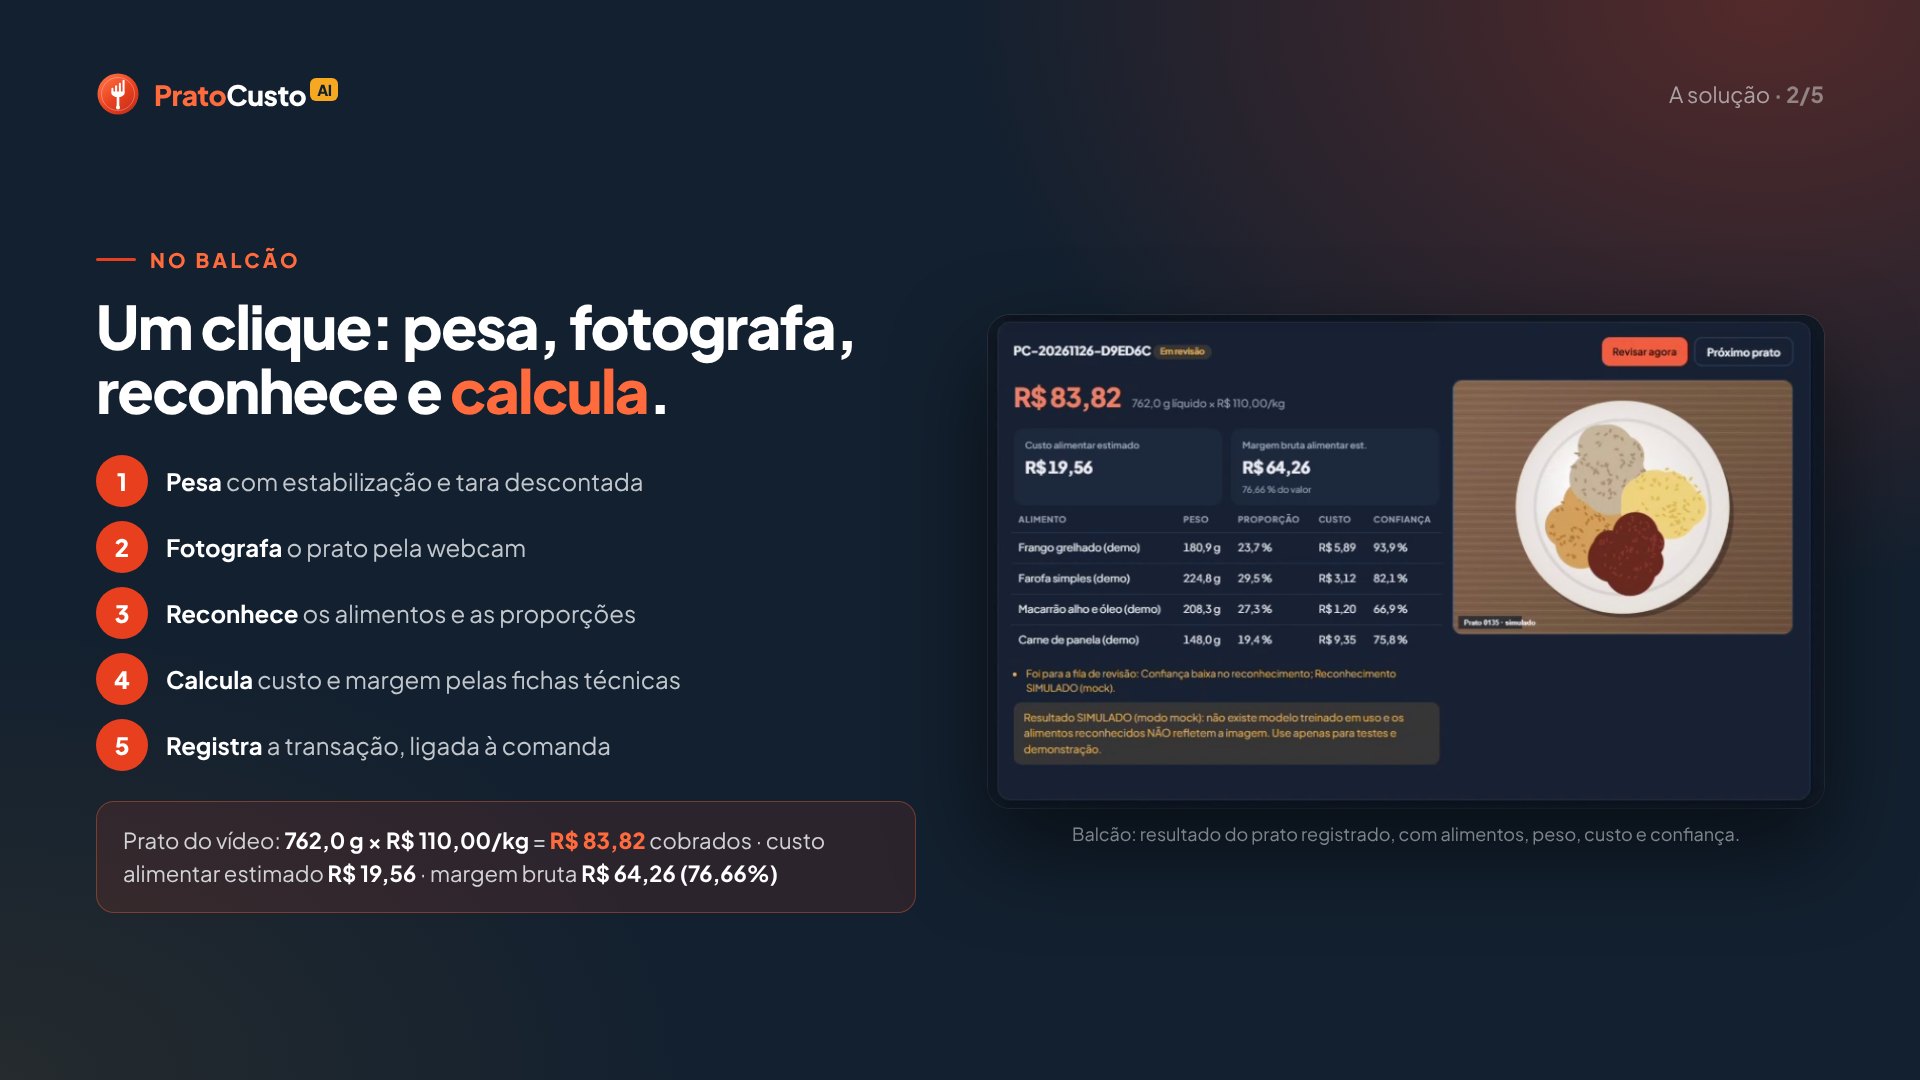 PratoCusto AI
A solução · 2/5
NO BALCÃO
Um clique: pesa, fotografa,
reconhece e calcula.
1 Pesa com estabilização e tara descontada
2 Fotografa o prato pela webcam
3 Reconhece os alimentos e as proporções
4 Calcula custo e margem pelas fichas técnicas
5 Registra a transação, ligada à comanda
Prato do vídeo: 762,0 g × R$ 110,00/kg = R$ 83,82 cobrados · custo
alimentar estimado R$ 19,56 · margem bruta R$ 64,26 (76,66%)
PC-20261126-D9ED6C Em revisão
Revisar agora Próximo prato
R$ 83,82 762,0 g líquido × R$ 110,00/kg
Custo alimentar estimado
R$ 19,56
Margem bruta alimentar est.
R$ 64,26
76,66 % do valor
ALIMENTO PESO PROPORÇÃO CUSTO CONFIANÇA
Frango grelhado (demo) 180,9 g 23,7 % R$ 5,89 93,9 %
Farofa simples (demo) 224,8 g 29,5 % R$ 3,12 82,1 %
Macarrão alho e óleo (demo) 208,3 g 27,3 % R$ 1,20 66,9 %
Carne de panela (demo) 148,0 g 19,4 % R$ 9,35 75,8 %
• Foi para a fila de revisão: Confiança baixa no reconhecimento; Reconhecimento
SIMULADO (mock).
Resultado SIMULADO (modo mock): não existe modelo treinado em uso e os
alimentos reconhecidos NÃO refletem a imagem. Use apenas para testes e
demonstração.
Prato 0135 · simulado
Balcão: resultado do prato registrado, com alimentos, peso, custo e confiança.